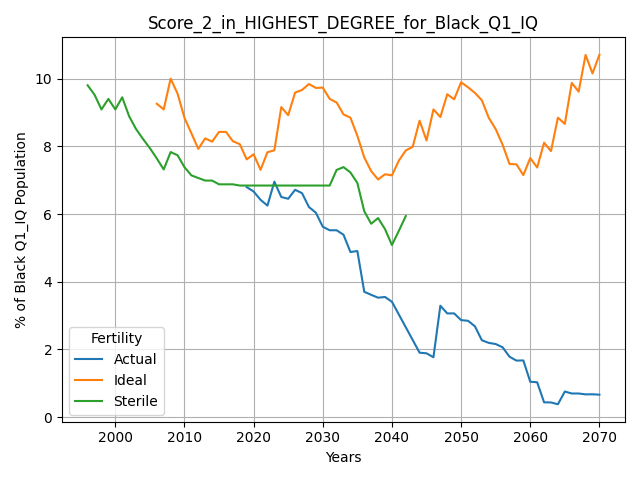 Score_2_in_HIGHEST_DEGREE_for_Black_Q1_IQ
% of Black Q1_IQ Population
10
8
6
4
2
0
Fertility
Actual
Ideal
Sterile
2000 2010 2020 2030 2040 2050 2060 2070
Years